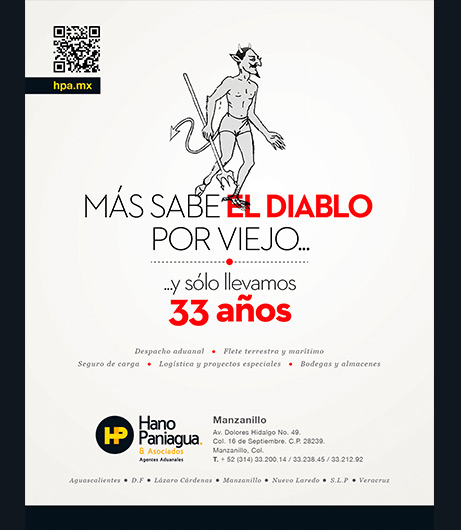 hpa.mx
MÁS SABE EL DIABLO
POR VIEJO...
...y sólo llevamos
33 años
Despacho aduanal • Flete terrestra y marítimo
Seguro de carga • Logística y proyectos especiales • Bodegas y almacenes
HP
Hano
Paniagua.
& Asociados
Agentes Aduanales
Manzanillo
Av. Dolores Hidalgo No. 49.
Col. 16 de Septiembre. C.P. 28239.
Manzanillo, Col.
T. + 52 (314) 33.200.14 / 33.238.45 / 33.212.92
Aguascalientes • D.F • Lázaro Cárdenas • Manzanillo • Nuevo Laredo • S.L.P • Veracruz